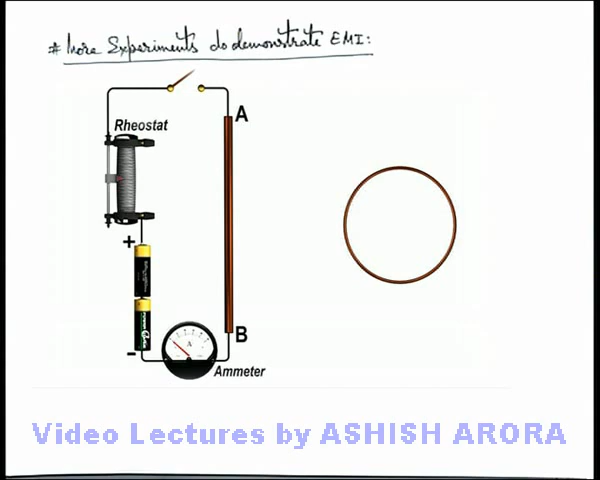 # More Experiments to demonstrate EMI:
A
Rheostat
+
B
-
A
Ammeter
Video Lectures by ASHISH ARORA